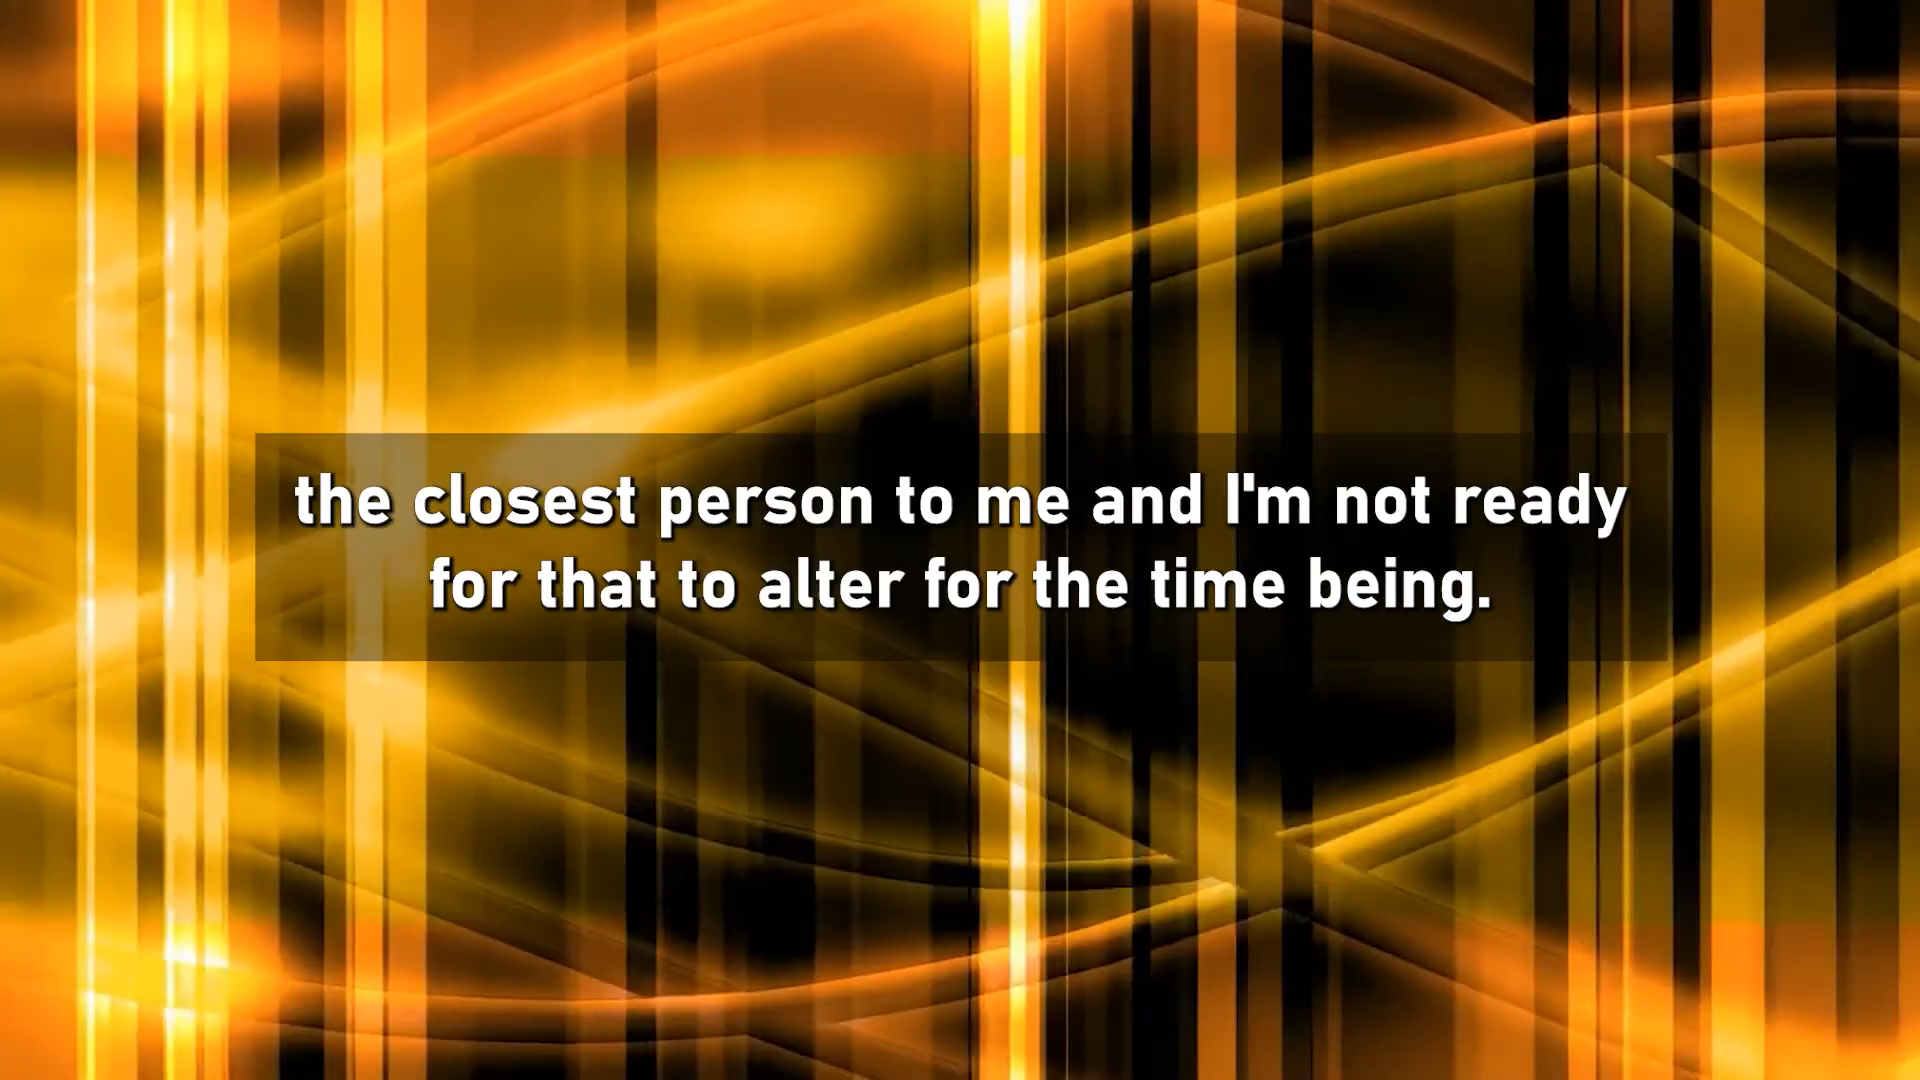 the closest person to me and I'm not ready
for that to alter for the time being.